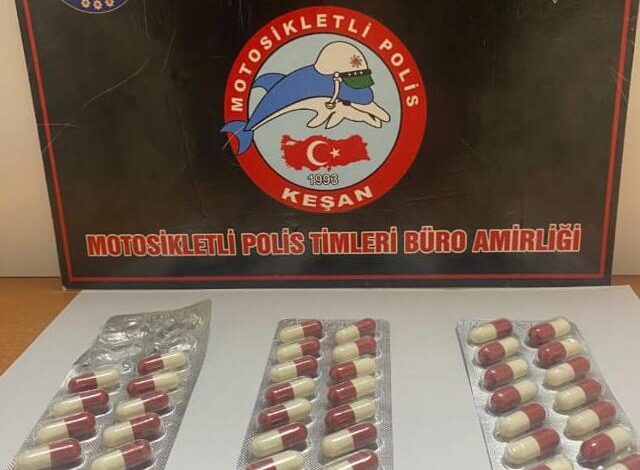 MOTOSİKLETLİ POLİS
1993
KEŞAN
MOTOSİKLETLİ POLİS TİMLERİ BÜRO AMİRLİĞİ